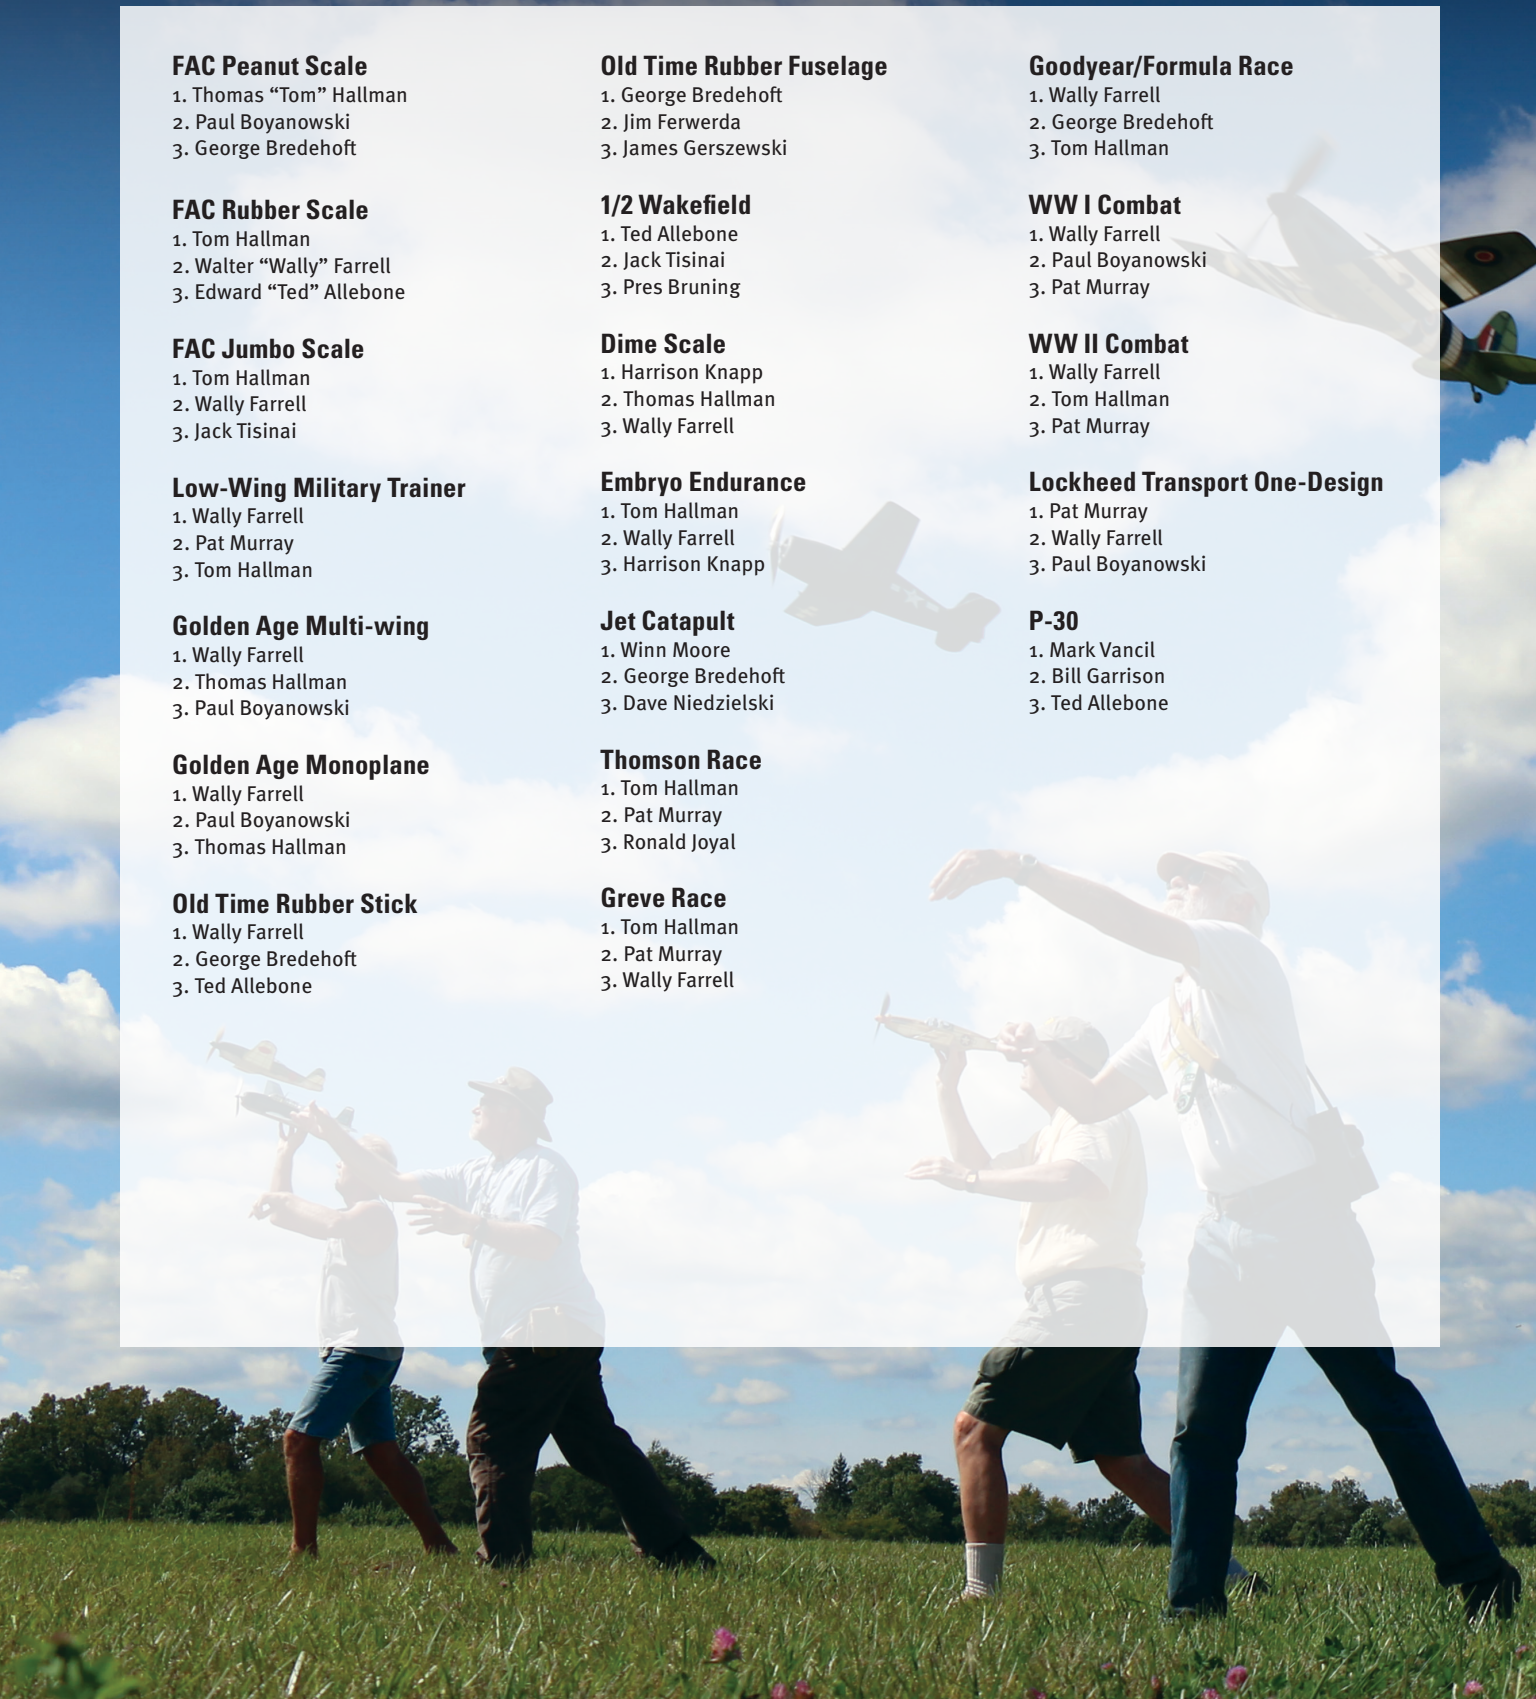 FAC Peanut Scale
1. Thomas “Tom” Hallman
2. Paul Boyanowski
3. George Bredehoft
FAC Rubber Scale
1. Tom Hallman
2. Walter “Wally” Farrell
3. Edward “Ted” Allebone
FAC Jumbo Scale
1. Tom Hallman
2. Wally Farrell
3. Jack Tisinai
Low-Wing Military Trainer
1. Wally Farrell
2. Pat Murray
3. Tom Hallman
Golden Age Multi-wing
1. Wally Farrell
2. Thomas Hallman
3. Paul Boyanowski
Golden Age Monoplane
1. Wally Farrell
2. Paul Boyanowski
3. Thomas Hallman
Old Time Rubber Stick
1. Wally Farrell
2. George Bredehoft
3. Ted Allebone
Old Time Rubber Fuselage
1. George Bredehoft
2. Jim Ferwerda
3. James Gerszewski
1/2 Wakefield
1. Ted Allebone
2. Jack Tisinai
3. Pres Bruning
Dime Scale
1. Harrison Knapp
2. Thomas Hallman
3. Wally Farrell
Embryo Endurance
1. Tom Hallman
2. Wally Farrell
3. Harrison Knapp
Jet Catapult
1. Winn Moore
2. George Bredehoft
3. Dave Niedzielski
Thomson Race
1. Tom Hallman
2. Pat Murray
3. Ronald Joyal
Greve Race
1. Tom Hallman
2. Pat Murray
3. Wally Farrell
Goodyear/Formula Race
1. Wally Farrell
2. George Bredehoft
3. Tom Hallman
WW I Combat
1. Wally Farrell
2. Paul Boyanowski
3. Pat Murray
WW II Combat
1. Wally Farrell
2. Tom Hallman
3. Pat Murray
Lockheed Transport One-Design
1. Pat Murray
2. Wally Farrell
3. Paul Boyanowski
P-30
1. Mark Vancil
2. Bill Garrison
3. Ted Allebone